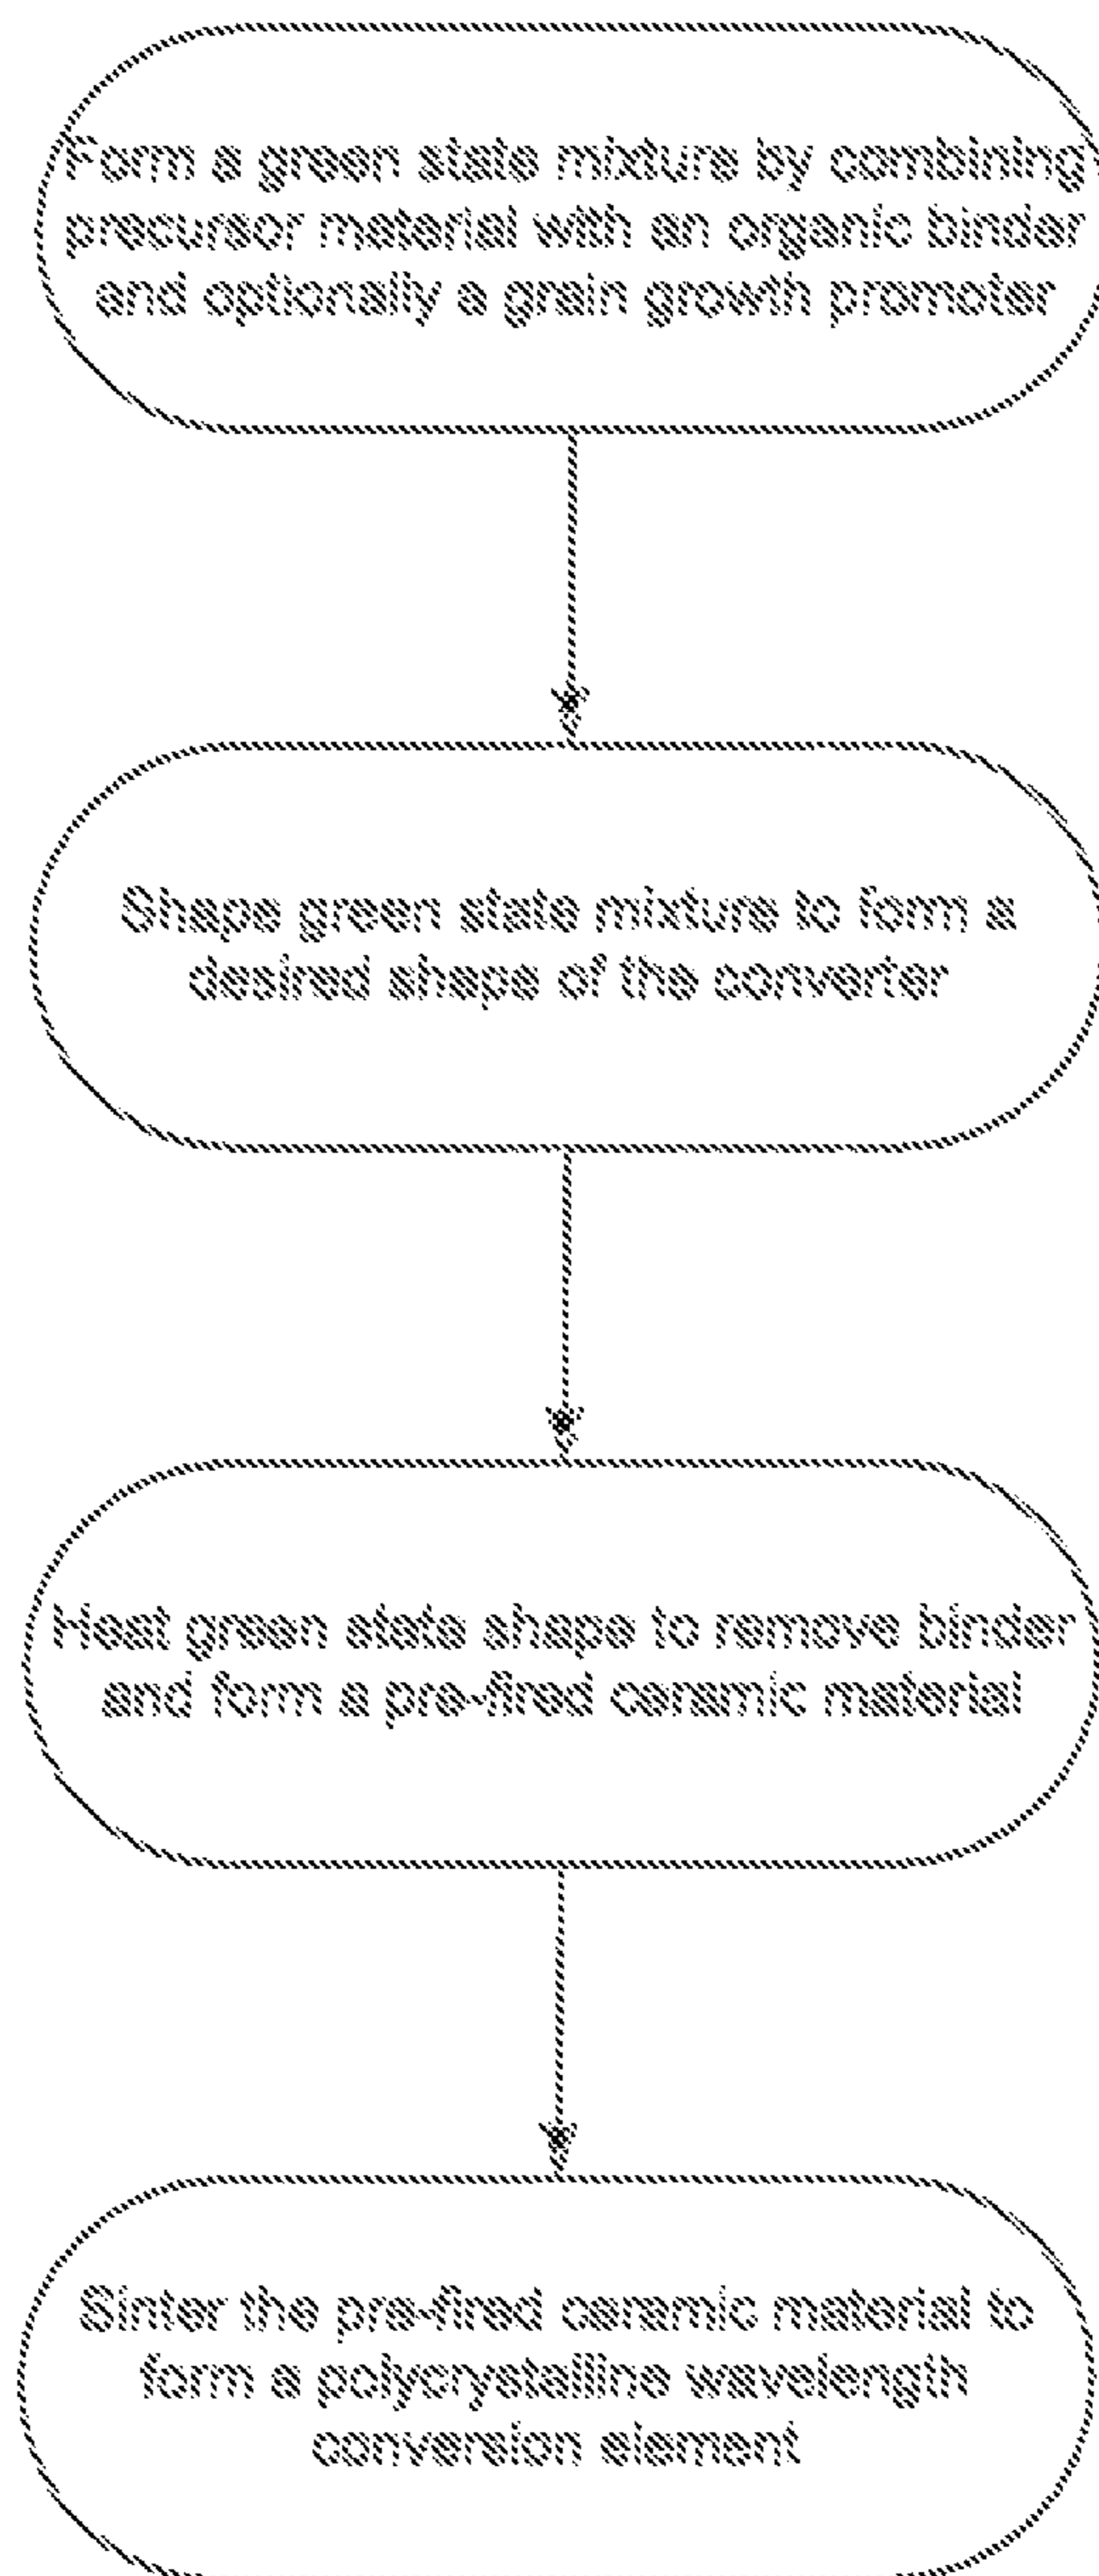 Form a green state mixture by combining
precursor material with an organic binder
and optionally a grain growth promoter
Shape green state mixture to form a
desired shape of the converter
Heat green state shape to remove binder
and form a pre-fired ceramic material
Sinter the pre-fired ceramic material to
form a polycrystalline wavelength
conversion element